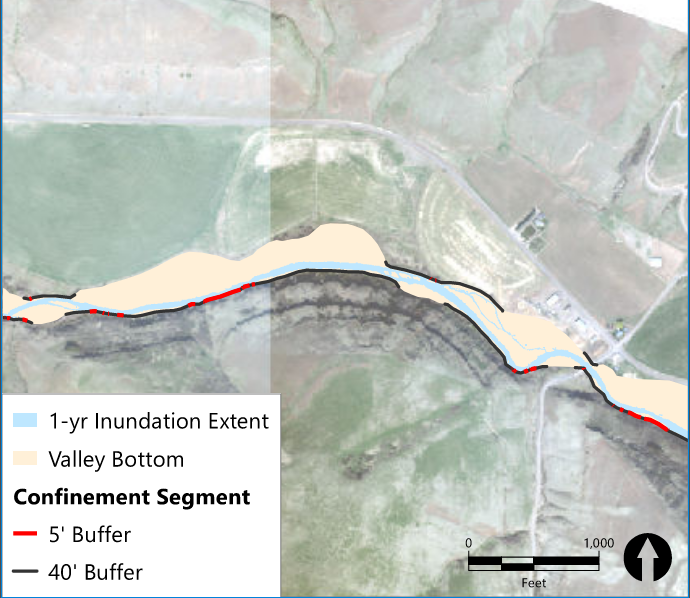 1-yr Inundation Extent
Valley Bottom
Confinement Segment
5' Buffer
40' Buffer
0 1,000
Feet